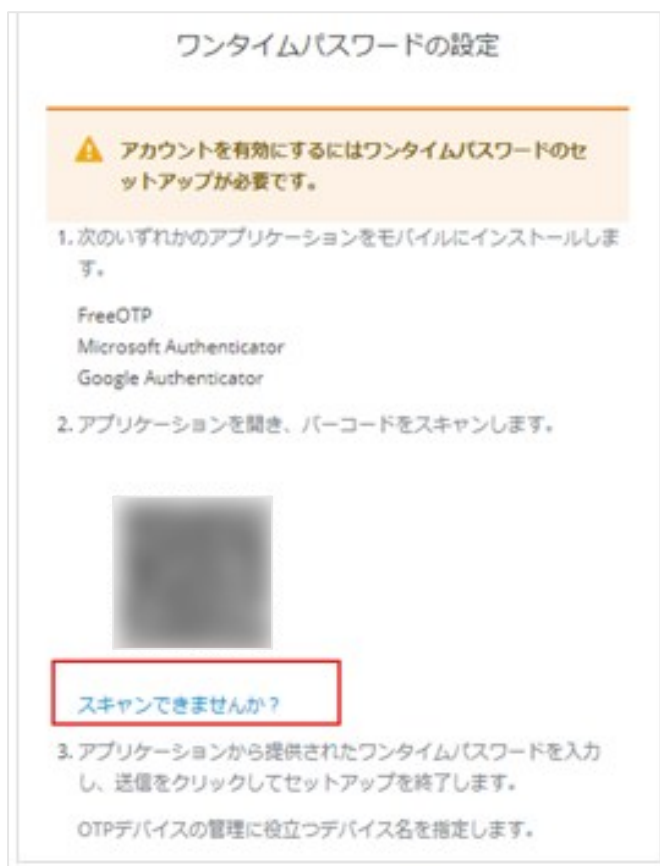 ワンタイムパスワードの設定
アカウントを有効にするにはワンタイムパスワードのセ
ットアップが必要です。
1. 次のいずれかのアプリケーションをモバイルにインストールしま
す。
FreeOTP
Microsoft Authenticator
Google Authenticator
2. アプリケーションを開き、バーコードをスキャンします。
スキャンできませんか?
3. アプリケーションから提供されたワンタイムパスワードを入力
し、送信をクリックしてセットアップを終了します。
OTPデバイスの管理に役立つデバイス名を指定します。